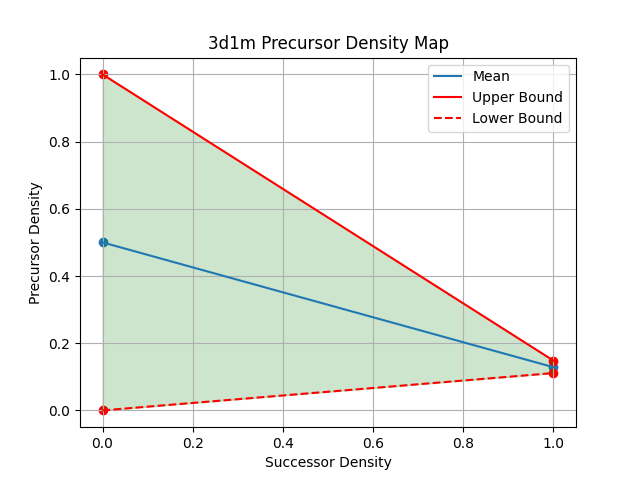 3d1m Precursor Density Map
Mean
Upper Bound
Lower Bound
Precursor Density
1.0
0.8
0.6
0.4
0.2
0.0
0.0 0.2 0.4 0.6 0.8 1.0
Successor Density